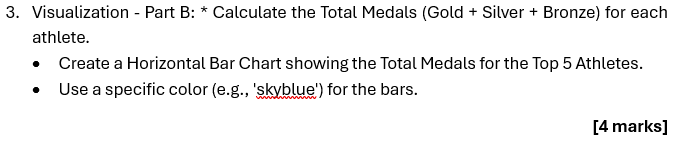 3. Visualization - Part B: * Calculate the Total Medals (Gold + Silver + Bronze) for each
athlete.
• Create a Horizontal Bar Chart showing the Total Medals for the Top 5 Athletes.
• Use a specific color (e.g., 'skyblue') for the bars.
[4 marks]